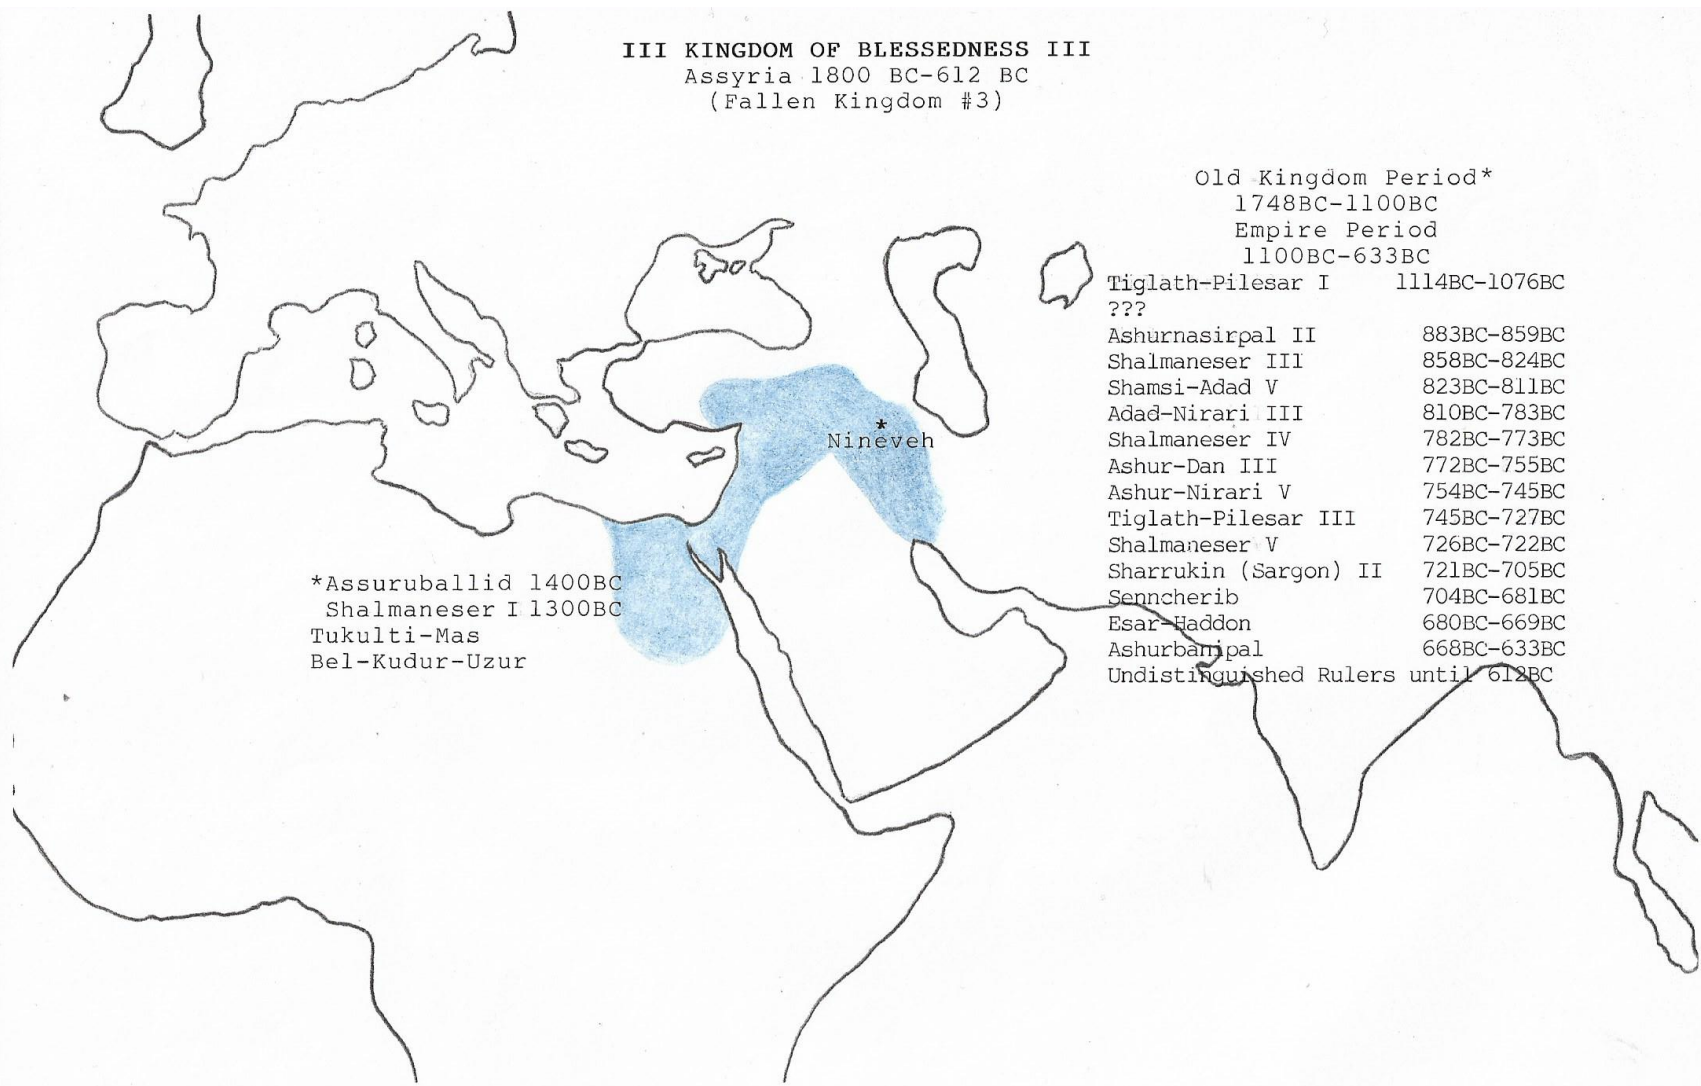 III KINGDOM OF BLESSEDNESS III
Assyria 1800 BC-612 BC
(Fallen Kingdom #3)
Old Kingdom Period*
1748BC-1100BC
Empire Period
1100BC-633BC
Tiglath-Pilesar I 1114BC-1076BC
???
Ashurnasirpal II 883BC-859BC
Shalmaneser III 858BC-824BC
Shamsi-Adad V 823BC-811BC
Adad-Nirari III 810BC-783BC
Shalmaneser IV 782BC-773BC
Ashur-Dan III 772BC-755BC
Ashur-Nirari V 754BC-745BC
Tiglath-Pilesar III 745BC-727BC
Shalmaneser V 726BC-722BC
Sharrukin (Sargon) II 721BC-705BC
Senncherib 704BC-681BC
Esar-Haddon 680BC-669BC
Ashurbanipal 668BC-633BC
Undistinguished Rulers until 612BC
*
Nineveh
*Assuruballid 1400BC
Shalmaneser I 1300BC
Tukulti-Mas
Bel-Kudur-Uzur